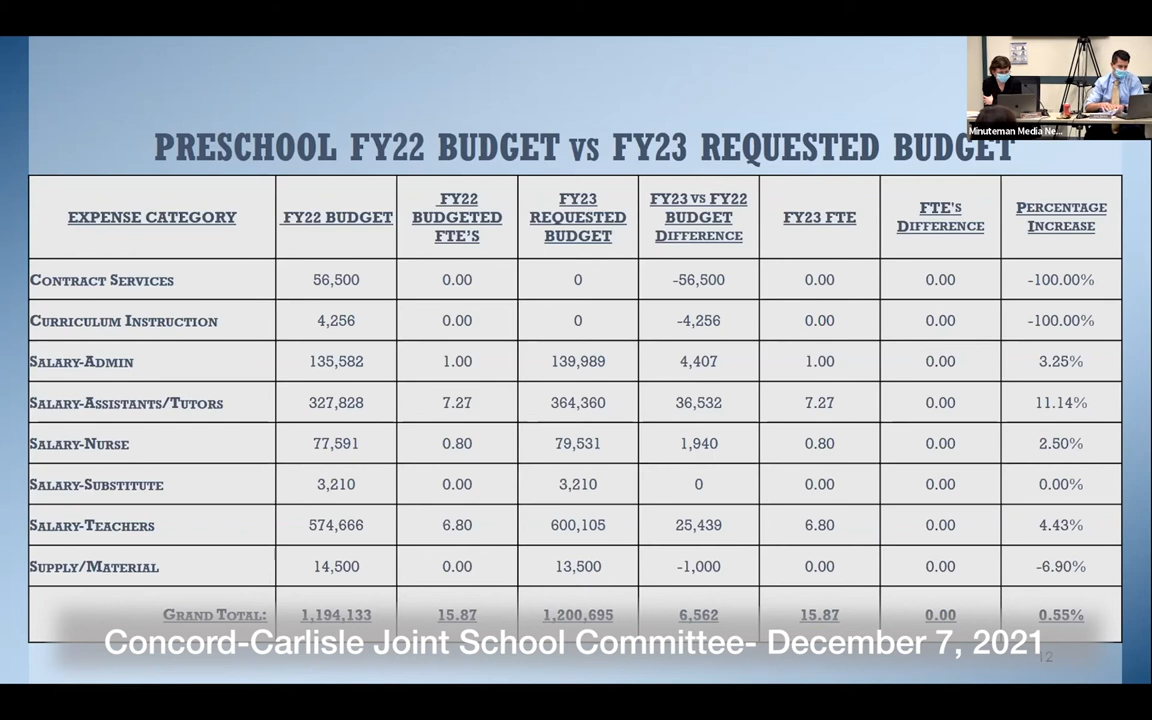 Minuteman Media Ne...
PRESCHOOL FY22 BUDGET vs FY23 REQUESTED BUDGET
EXPENSE CATEGORY FY22 BUDGET FY22 BUDGETED FTE'S FY23 REQUESTED BUDGET FY23 VS FY22 BUDGET DIFFERENCE FY23 FTE FTE'S DIFFERENCE PERCENTAGE INCREASE
CONTRACT SERVICES 56,500 0.00 0 -56,500 0.00 0.00 -100.00%
CURRICULUM INSTRUCTION 4,256 0.00 0 -4,256 0.00 0.00 -100.00%
SALARY-ADMIN 135,582 1.00 139,989 4,407 1.00 0.00 3.25%
SALARY-ASSISTANTS/TUTORS 327,828 7.27 364,360 36,532 7.27 0.00 11.14%
SALARY-NURSE 77,591 0.80 79,531 1,940 0.80 0.00 2.50%
SALARY-SUBSTITUTE 3,210 0.00 3,210 0 0.00 0.00 0.00%
SALARY-TEACHERS 574,666 6.80 600,105 25,439 6.80 0.00 4.43%
SUPPLY/MATERIAL 14,500 0.00 13,500 -1,000 0.00 0.00 -6.90%
GRAND TOTAL: 1,194,133 15.87 1,200,695 6,562 15.87 0.00 0.55%
Concord-Carlisle Joint School Committee- December 7, 2021
12